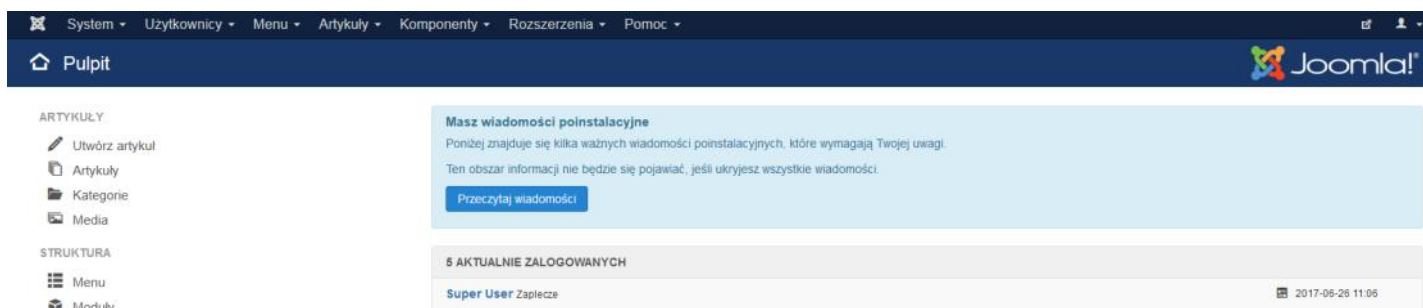 System Użytkownicy Menu Artykuły Komponenty Rozszerzenia Pomoc
Pulpit
Joomla!®
ARTYKUŁY
Utwórz artykuł
Artykuły
Kategorie
Media
STRUKTURA
Menu
Moduły
Masz wiadomości poinstalacyjne
Poniżej znajduje się kilka ważnych wiadomości poinstalacyjnych, które wymagają Twojej uwagi.
Ten obszar informacji nie będzie się pojawiać, jeśli ukryjesz wszystkie wiadomości.
Przeczytaj wiadomości
5 AKTUALNIE ZALOGOWANYCH
Super User Zaplecze 2017-06-26 11:06